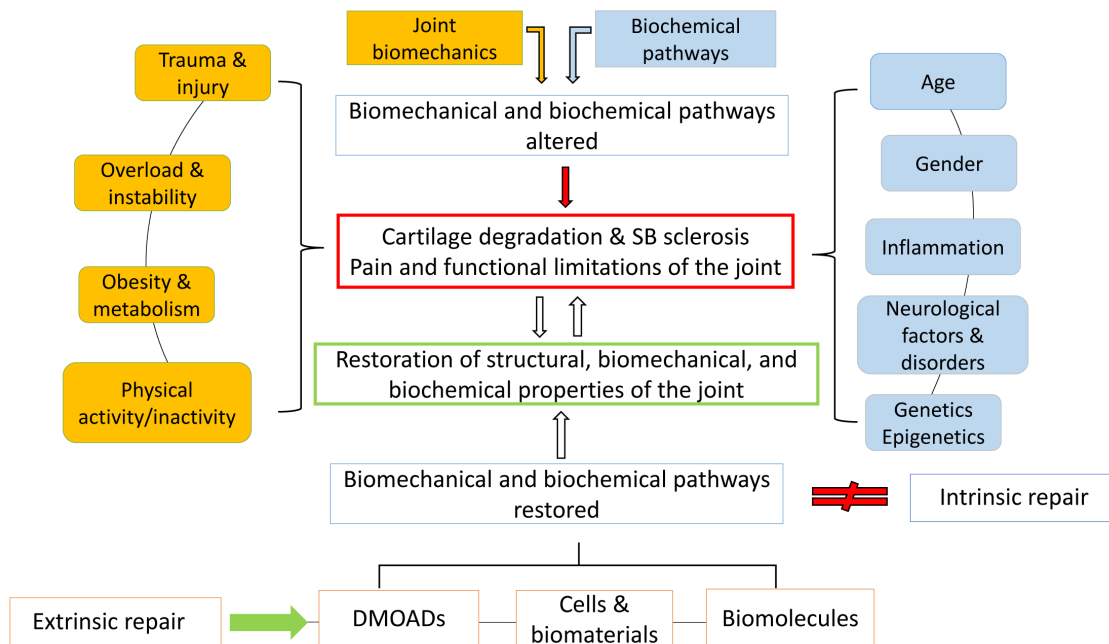 Joint
biomechanics
Biochemical
pathways
Trauma &
injury
Overload &
instability
Obesity &
metabolism
Physical
activity/inactivity
Biomechanical and biochemical pathways
altered
Cartilage degradation & SB sclerosis
Pain and functional limitations of the joint
Restoration of structural, biomechanical, and
biochemical properties of the joint
Biomechanical and biochemical pathways
restored
Age
Gender
Inflammation
Neurological
factors &
disorders
Genetics
Epigenetics
Intrinsic repair
Extrinsic repair
DMOADs
Cells &
biomaterials
Biomolecules